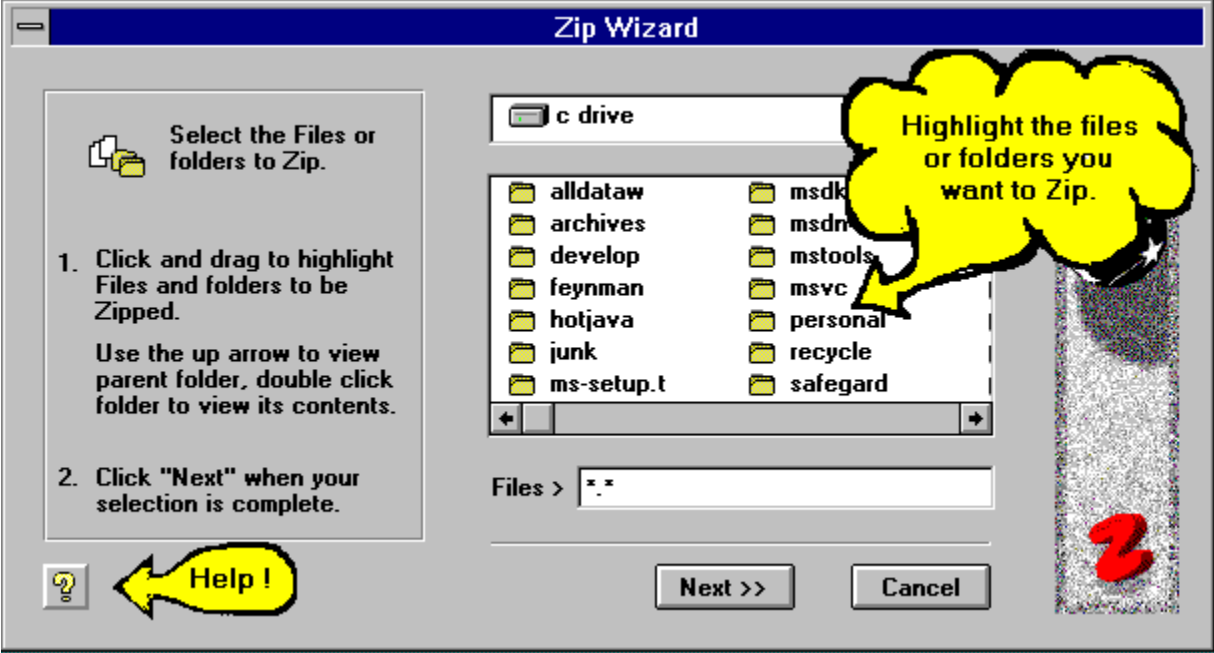 Zip Wizard
Select the Files or
folders to Zip.
1. Click and drag to highlight
Files and folders to be
Zipped.
Use the up arrow to view
parent folder, double click
folder to view its contents.
2. Click "Next" when your
selection is complete.
Help !
c drive
Highlight the files
or folders you
want to Zip.
alldataw
archives
develop
feynman
hotjava
junk
ms-setup.t
msdk
msdn
mstools
msvc
personal
recycle
safegard
Files > *.*
Next >>
Cancel
Z